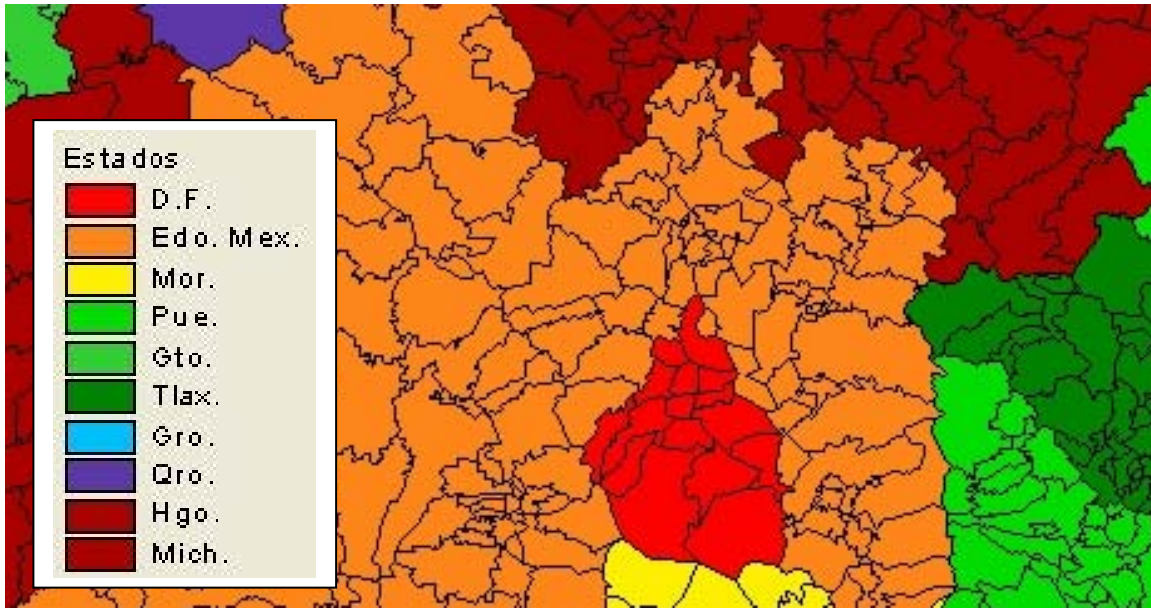 Estados
D.F.
Edo. Mex.
Mor.
Pue.
Gto.
Tlax.
Gro.
Qro.
Hgo.
Mich.